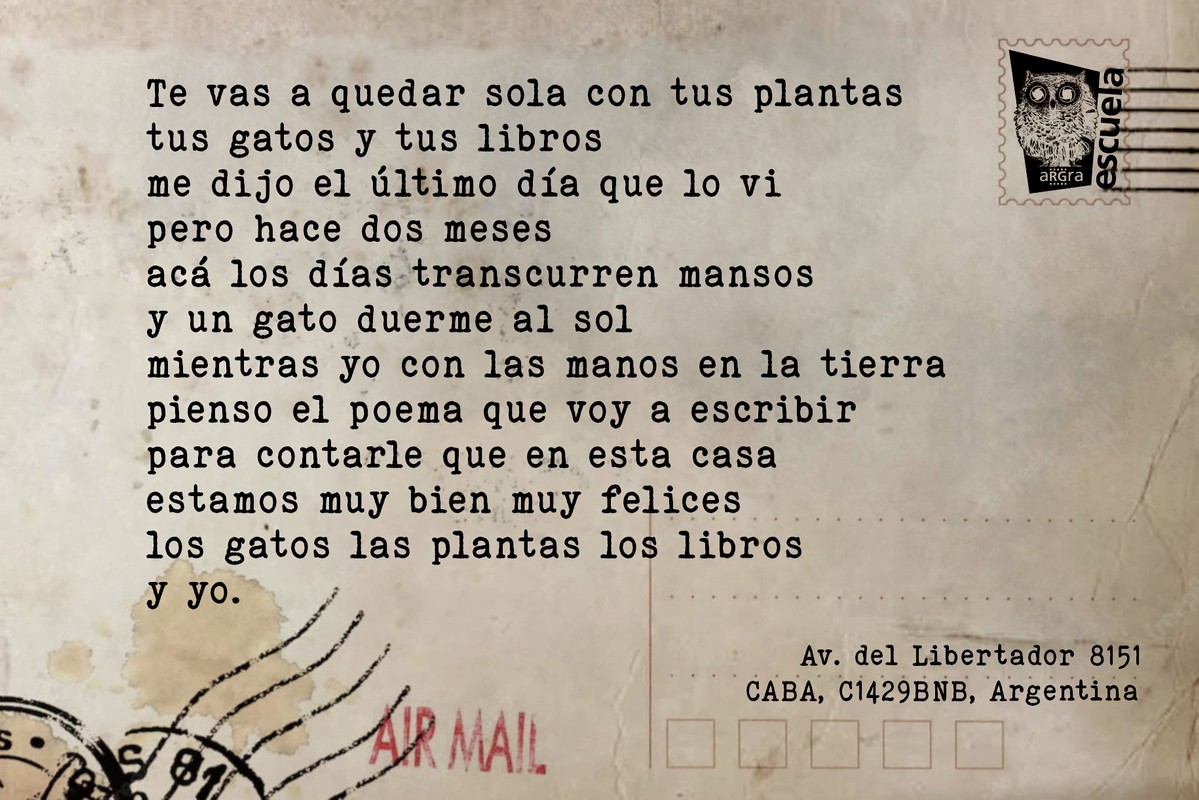 Te vas a quedar sola con tus plantas
tus gatos y tus libros
me dijo el último día que lo vi
pero hace dos meses
acá los días transcurren mansos
y un gato duerme al sol
mientras yo con las manos en la tierra
pienso el poema que voy a escribir
para contarle que en esta casa
estamos muy bien muy felices
los gatos las plantas los libros
y yo.
aRGra
escuela
Av. del Libertador 8151
CABA, C1429BNB, Argentina
AIR MAIL
S 81